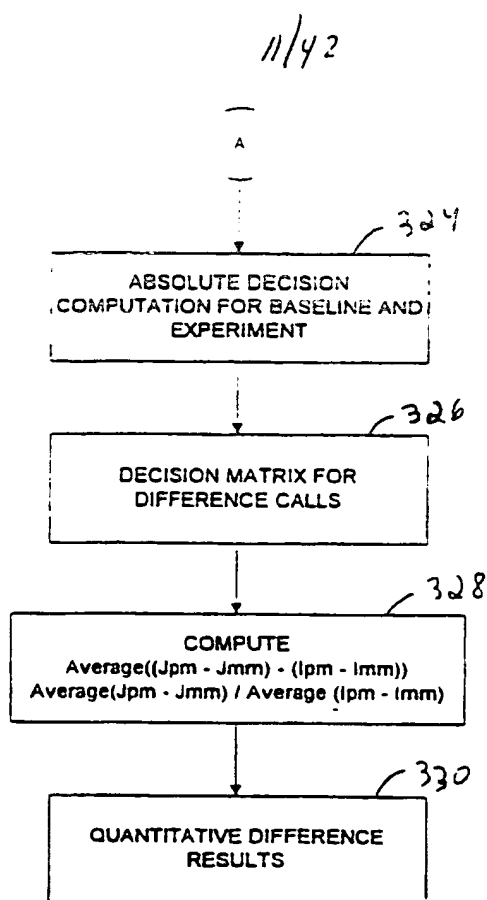 11/42
A
324
ABSOLUTE DECISION
COMPUTATION FOR BASELINE AND
EXPERIMENT
326
DECISION MATRIX FOR
DIFFERENCE CALLS
328
COMPUTE
Average((Jpm - Jmm) - (Ipm - Imm))
Average(Jpm - Jmm) / Average (Ipm - Imm)
330
QUANTITATIVE DIFFERENCE
RESULTS